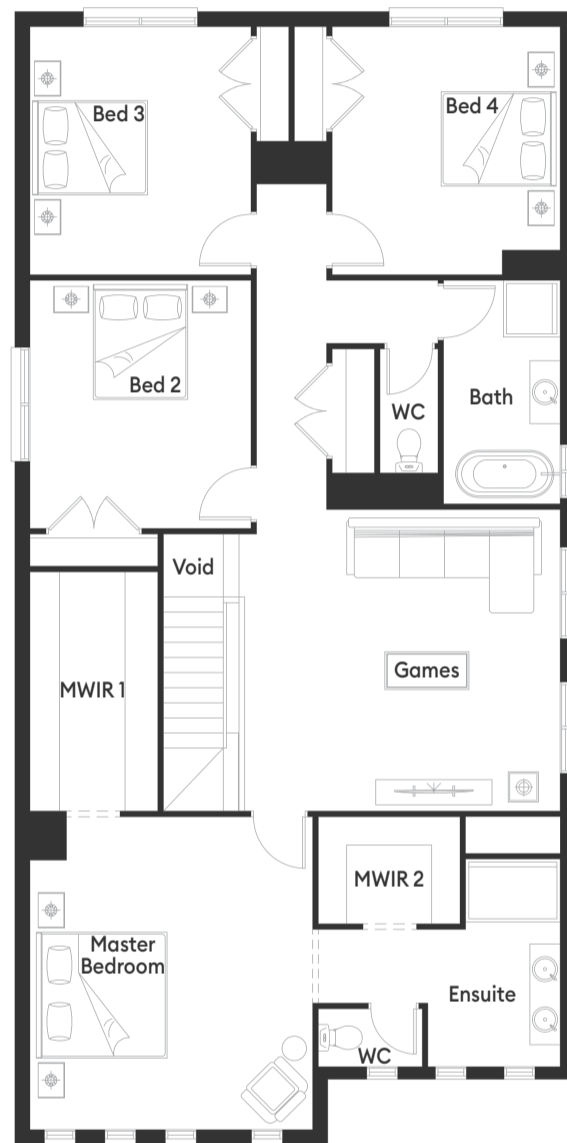 Bed 3
Bed 4
Bed 2
WC
Bath
Void
Games
MWIR 1
MWIR 2
Master
Bedroom
Ensuite
WC